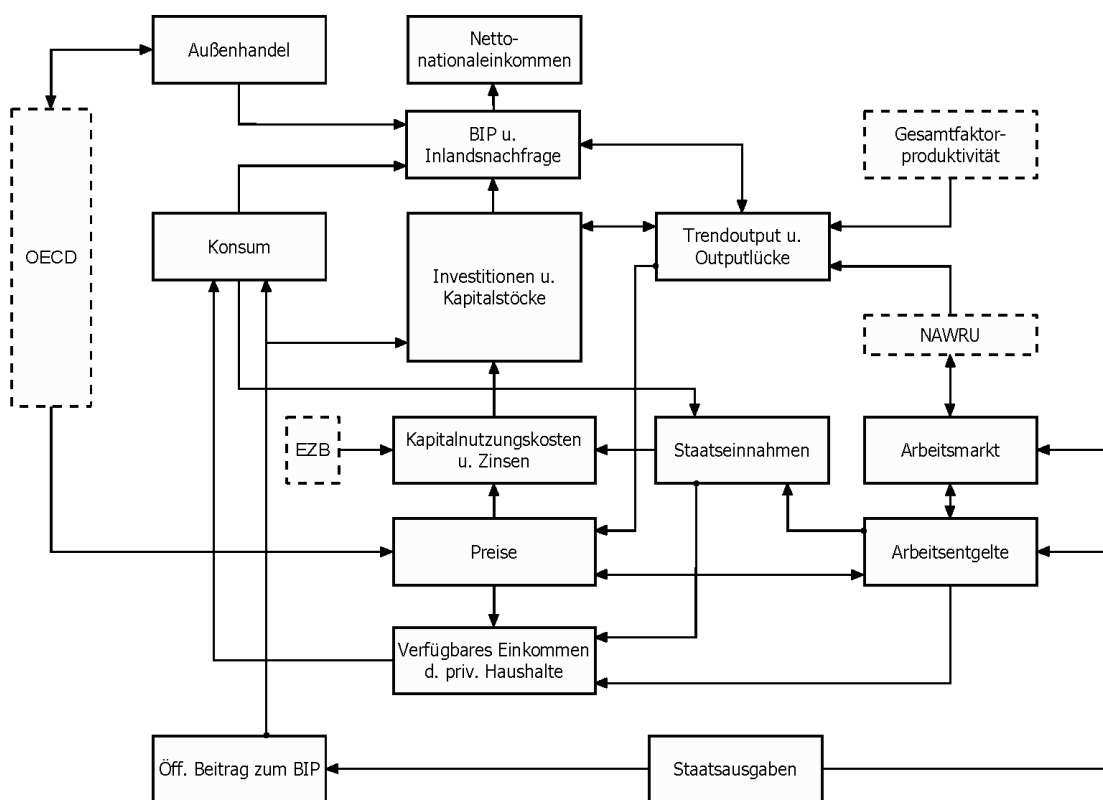 Außenhandel
Netto-
nationaleinkommen
BIP u.
Inlandsnachfrage
Gesamtfaktor-
produktivität
OECD
Konsum
Investitionen u.
Kapitalstöcke
Trendoutput u.
Outputlücke
NAWRU
EZB
Kapitalnutzungskosten
u. Zinsen
Staatseinnahmen
Arbeitsmarkt
Preise
Arbeitsentgelte
Verfügbares Einkommen
d. priv. Haushalte
Öff. Beitrag zum BIP
Staatsausgaben